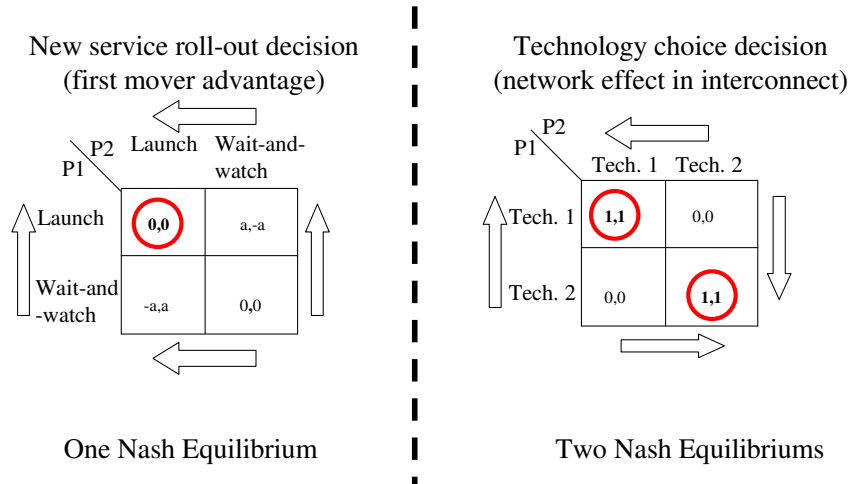 New service roll-out decision
(first mover advantage)
P2
P1
Launch
Wait-and-
watch
Launch
0,0
a,-a
Wait-and
-watch
-a,a
0,0
One Nash Equilibrium
Technology choice decision
(network effect in interconnect)
P2
P1
Tech. 1
Tech. 2
Tech. 1
1,1
0,0
Tech. 2
0,0
1,1
Two Nash Equilibriums